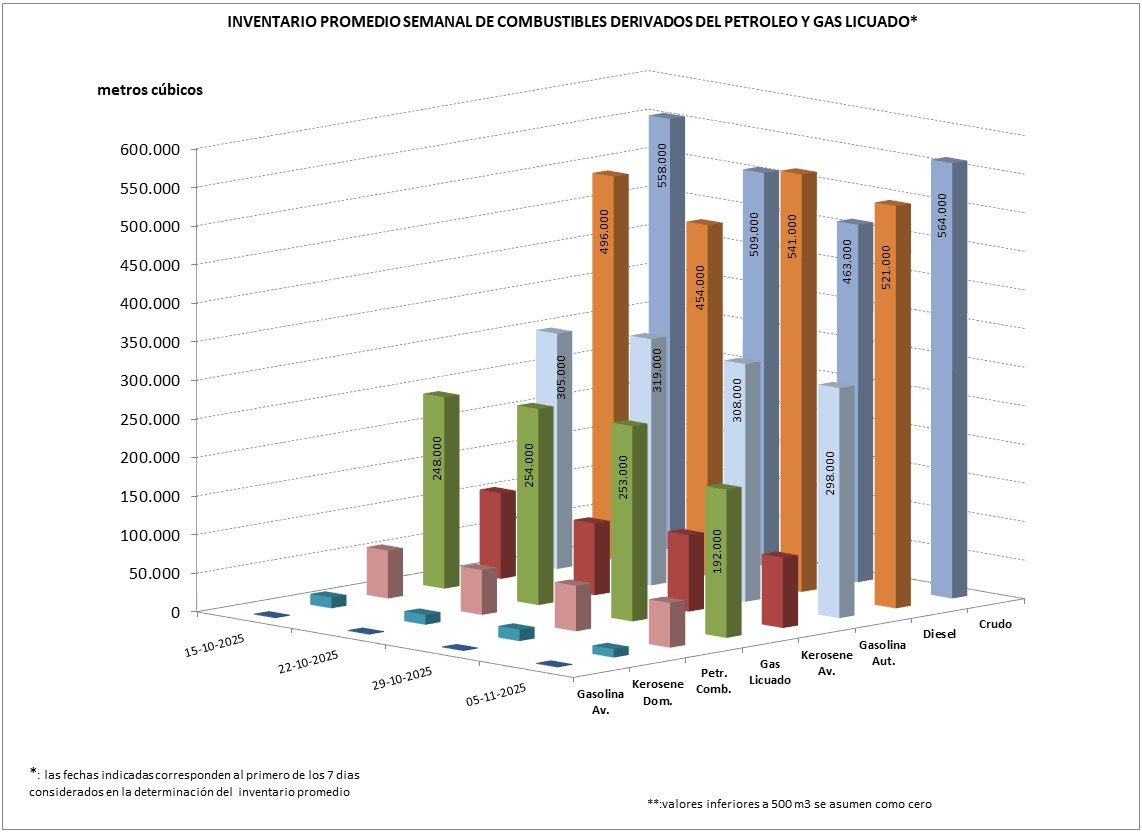 INVENTARIO PROMEDIO SEMANAL DE COMBUSTIBLES DERIVADOS DEL PETROLEO Y GAS LICUADO*
metros cúbicos
600.000
550.000
500.000
450.000
400.000
350.000
300.000
250.000
200.000
150.000
100.000
50.000
0
558.000
509.000
463.000
564.000
496.000
454.000
541.000
521.000
305.000
319.000
308.000
298.000
248.000
254.000
253.000
192.000
15-10-2025
22-10-2025
29-10-2025
05-11-2025
Gasolina
Av.
Kerosene
Dom.
Petr.
Comb.
Gas
Licuado
Kerosene
Av.
Gasolina
Aut.
Diesel
Crudo
*: las fechas indicadas corresponden al primero de los 7 dias
considerados en la determinación del inventario promedio
**:valores inferiores a 500 m3 se asumen como cero